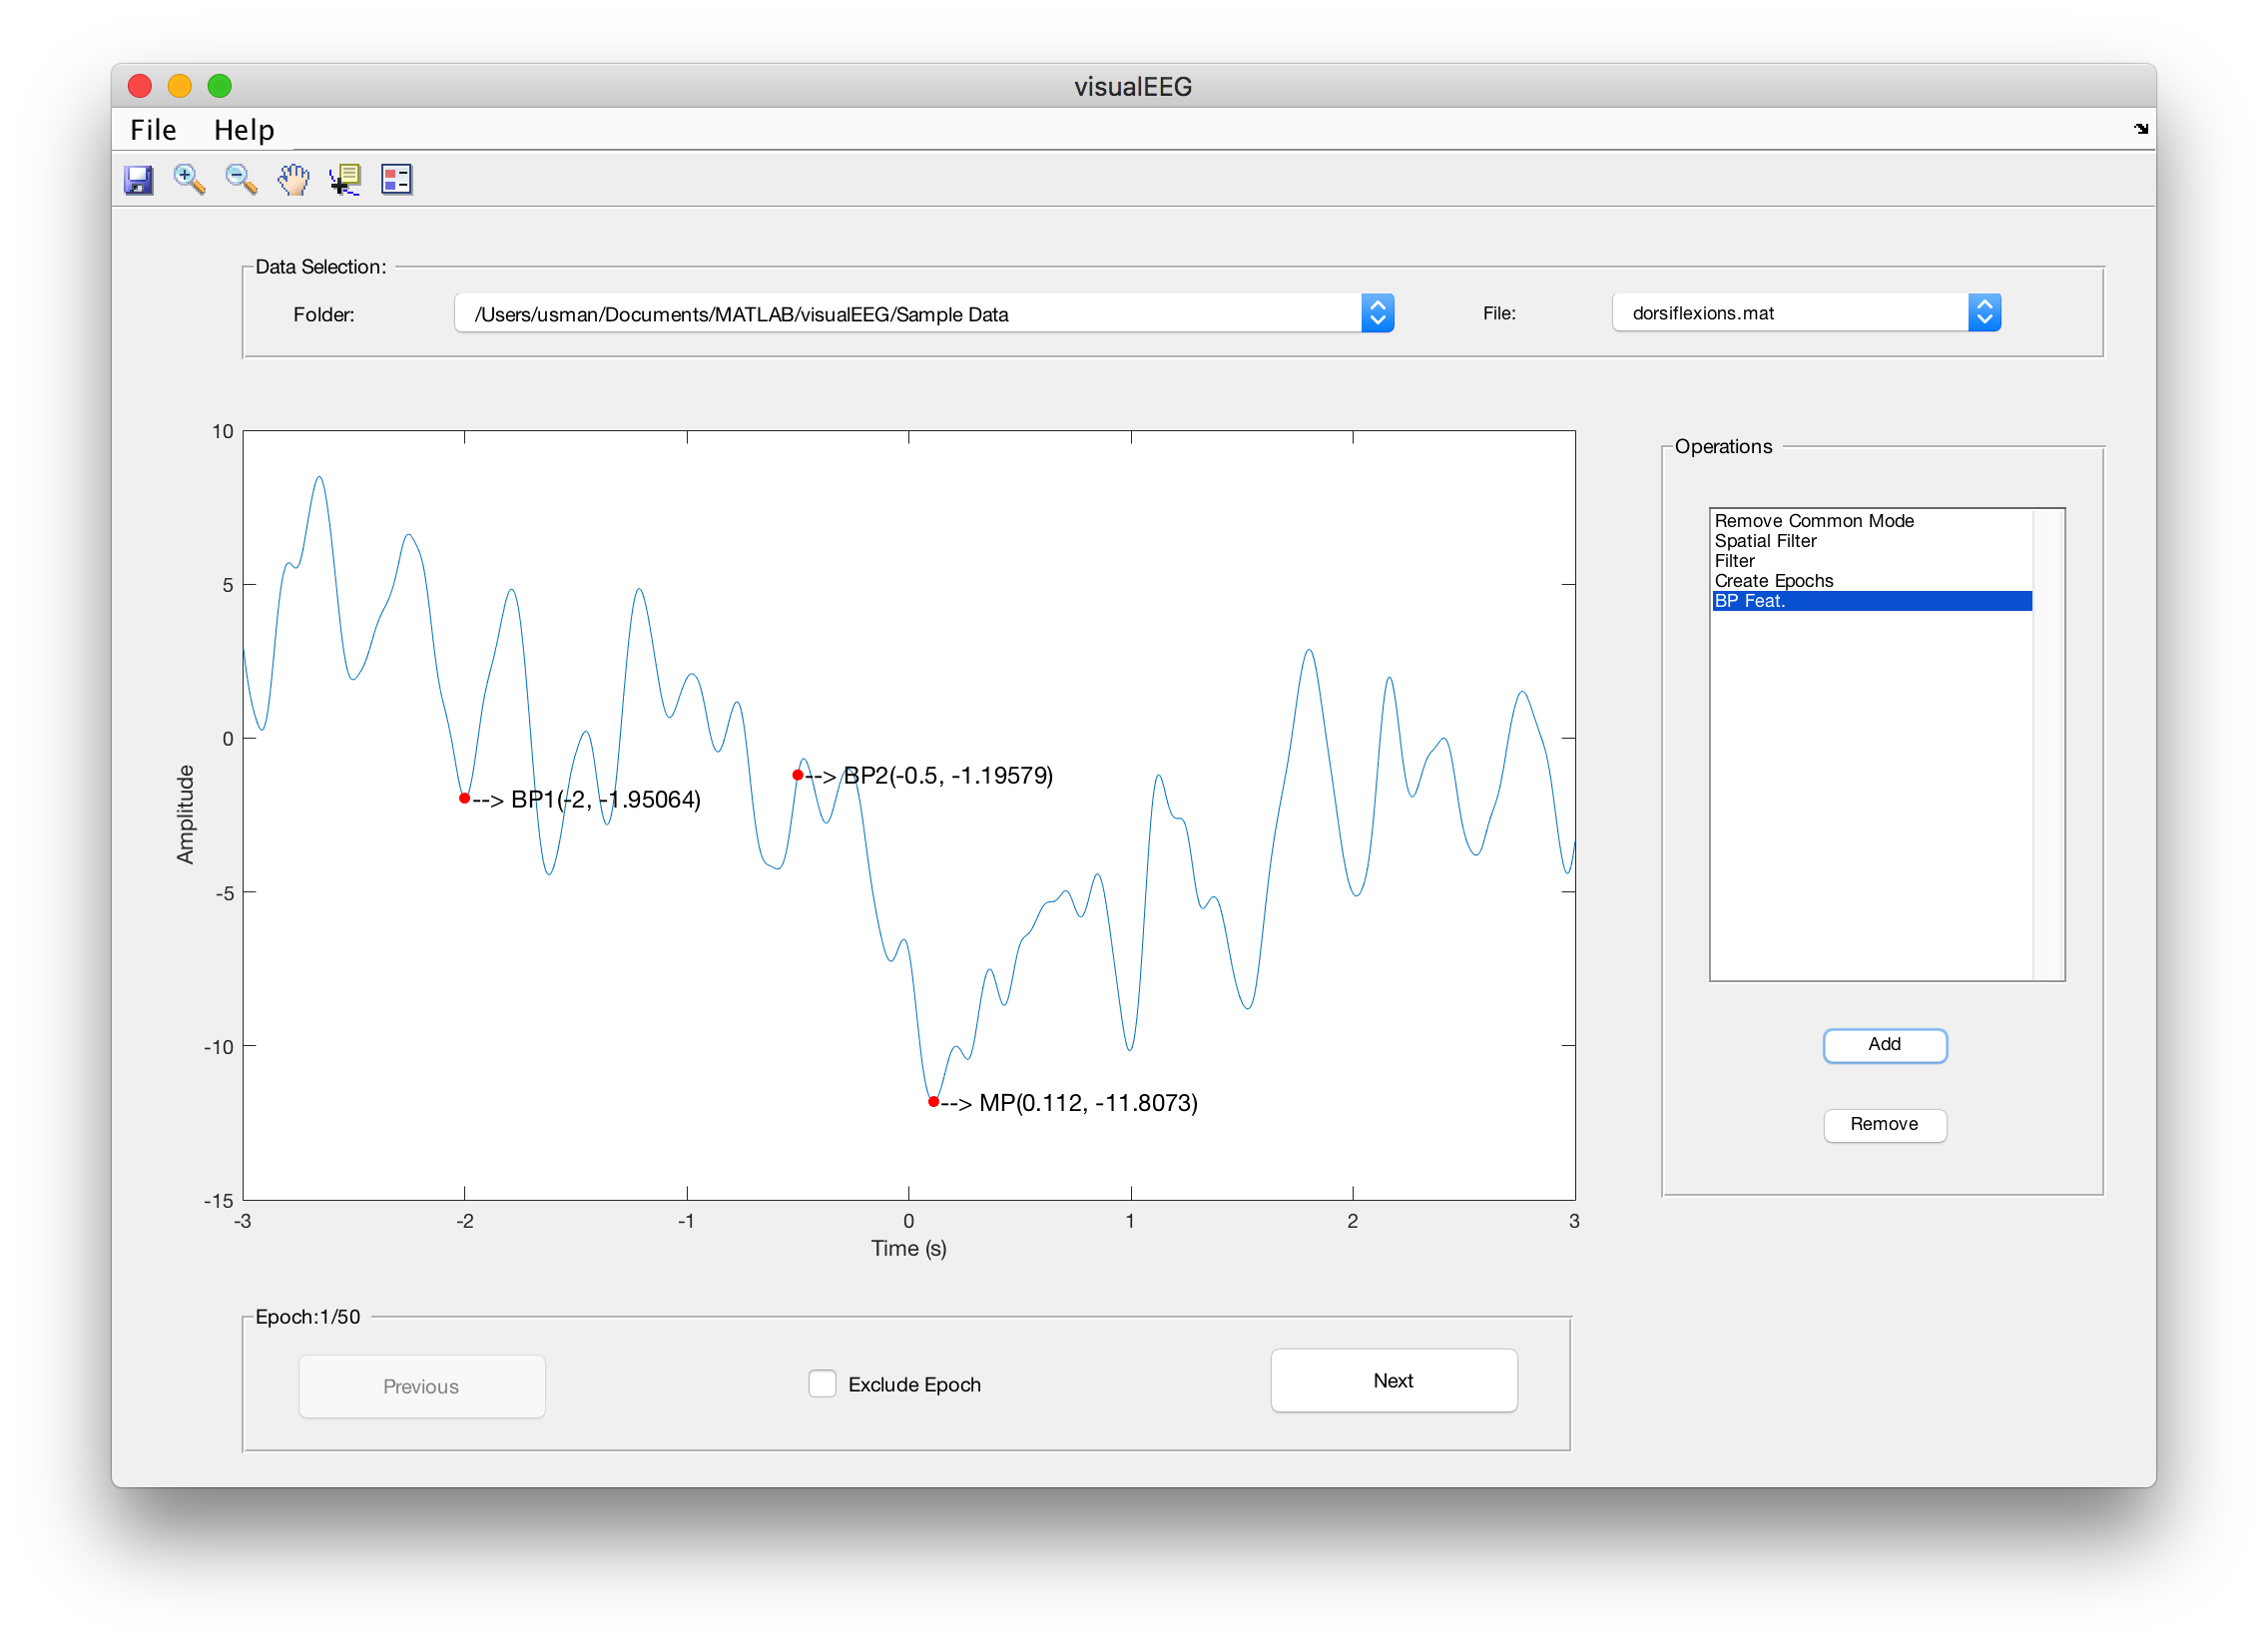 visualEEG
File Help
Data Selection:
Folder: /Users/usman/Documents/MATLAB/visualEEG/Sample Data File: dorsiflexions.mat
10
5
0
-5
-10
-15
Amplitude
--> BP1(-2, -1.95064)
--> BP2(-0.5, -1.19579)
--> MP(0.112, -11.8073)
-3 -2 -1 0 1 2 3
Time (s)
Operations
Remove Common Mode
Spatial Filter
Filter
Create Epochs
BP Feat.
Add
Remove
Epoch:1/50
Previous Exclude Epoch Next